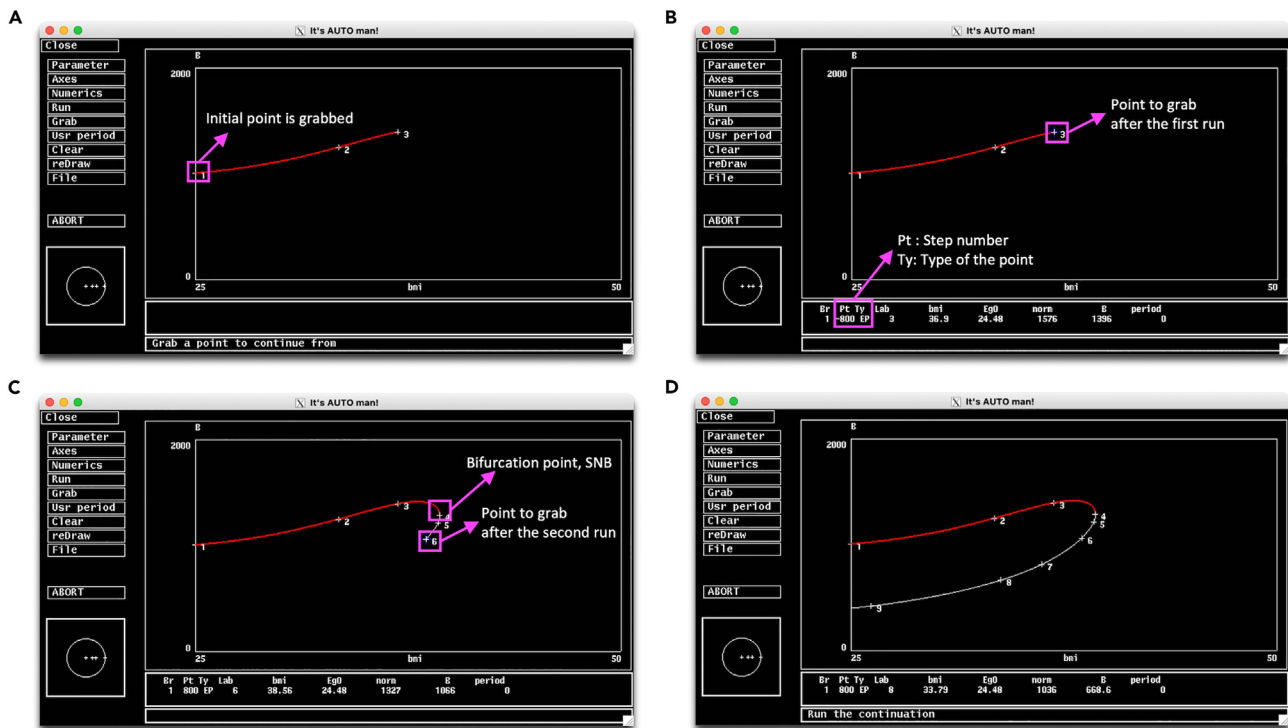 A
It's AUTO man!
Close
Parameter
Axes
Numerics
Run
Grab
Usr period
Clear
reDraw
File
ABORT
B
2000
0
25
bmi
50
Initial point is grabbed
1
2
3
Grab a point to continue from
B
It's AUTO man!
Close
Parameter
Axes
Numerics
Run
Grab
Usr period
Clear
reDraw
File
ABORT
B
2000
0
25
bmi
50
Point to grab
after the first run
1
2
3
Pt : Step number
Ty: Type of the point
Br Pt Ty Lab bmi Eg0 norm B period
1 -800 EP 3 36.9 24.48 1576 1396 0
C
It's AUTO man!
Close
Parameter
Axes
Numerics
Run
Grab
Usr period
Clear
reDraw
File
ABORT
B
2000
0
25
bmi
50
Bifurcation point, SNB
Point to grab
after the second run
1
2
3
4
5
6
Br Pt Ty Lab bmi Eg0 norm B period
1 800 EP 6 38.56 24.48 1327 1066 0
D
It's AUTO man!
Close
Parameter
Axes
Numerics
Run
Grab
Usr period
Clear
reDraw
File
ABORT
B
2000
0
25
bmi
50
1
2
3
4
5
6
7
8
9
Br Pt Ty Lab bmi Eg0 norm B period
1 800 EP 8 33.79 24.48 1036 668.6 0
Run the continuation